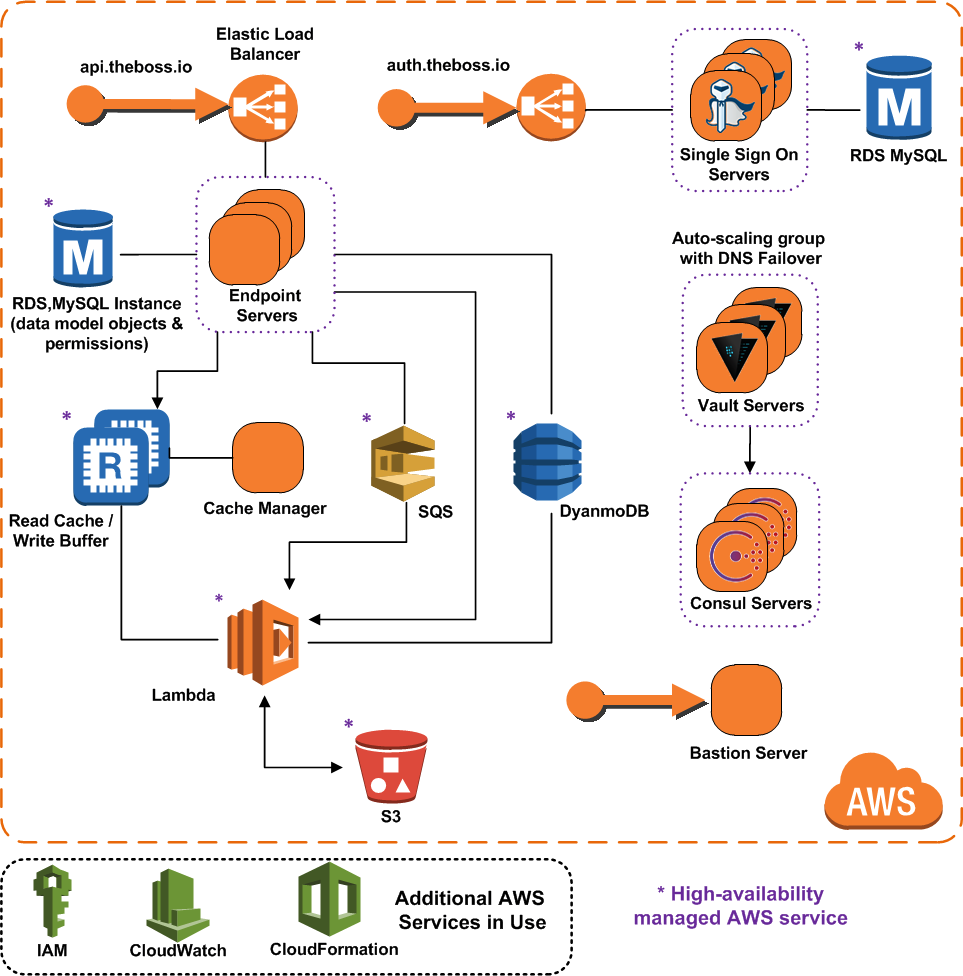 Elastic Load
Balancer
api.theboss.io
auth.theboss.io
*
M
RDS MySQL
Single Sign On
Servers
*
M
RDS,MySQL Instance
(data model objects &
permissions)
Endpoint
Servers
Auto-scaling group
with DNS Failover
Vault Servers
*
R
Read Cache /
Write Buffer
Cache Manager
*
SQS
*
DyanmoDB
Consul Servers
*
Lambda
*
S3
Bastion Server
AWS
IAM
CloudWatch
CloudFormation
Additional AWS
Services in Use
* High-availability
managed AWS service